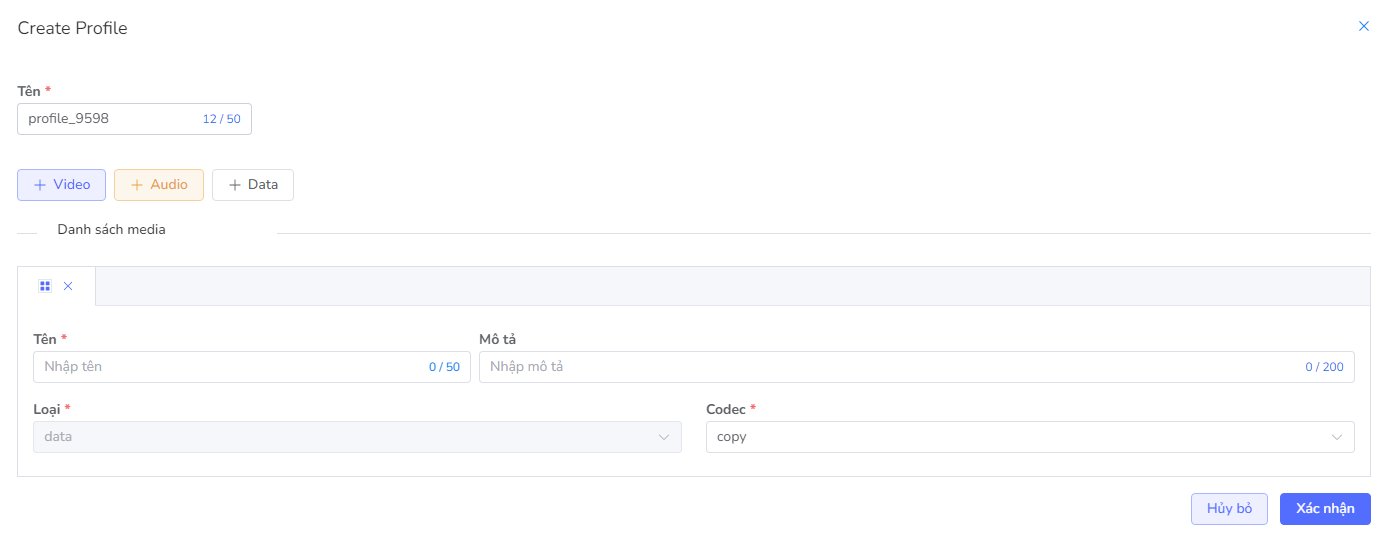 Create Profile
Tên *
profile_9598 12 / 50
+ Video + Audio + Data
Danh sách media
Tên * Mô tả
Nhập tên 0 / 50 Nhập mô tả 0 / 200
Loại * Codec *
data copy
Hủy bỏ Xác nhận